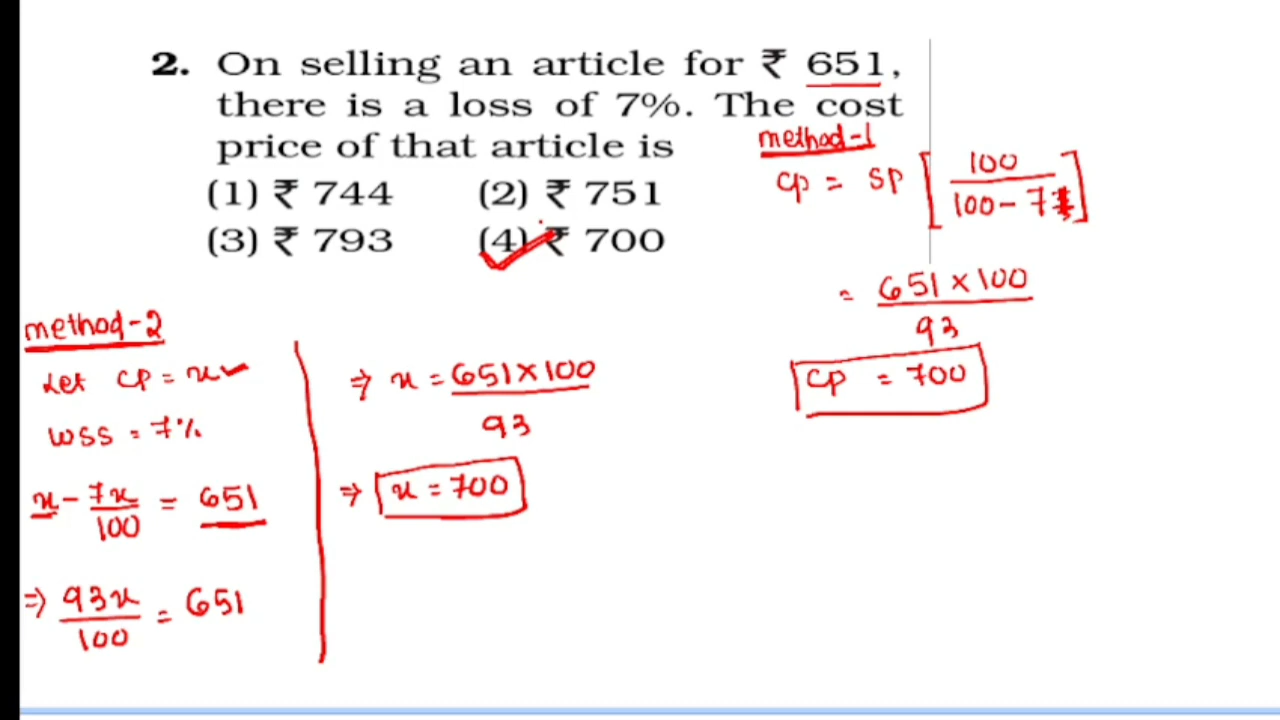 2. On selling an article for ₹ 651,
there is a loss of 7%. The cost
price of that article is
(1) ₹ 744 (2) ₹ 751
(3) ₹ 793 (4) ₹ 700
method-1
CP = SP [100 / 100 - 7]
= 651 × 100 / 93
CP = 700
method-2
Let CP = x
loss = 7%
x - 7x/100 = 651
⇒ 93x/100 = 651
⇒ x = 651 × 100 / 93
⇒ x = 700